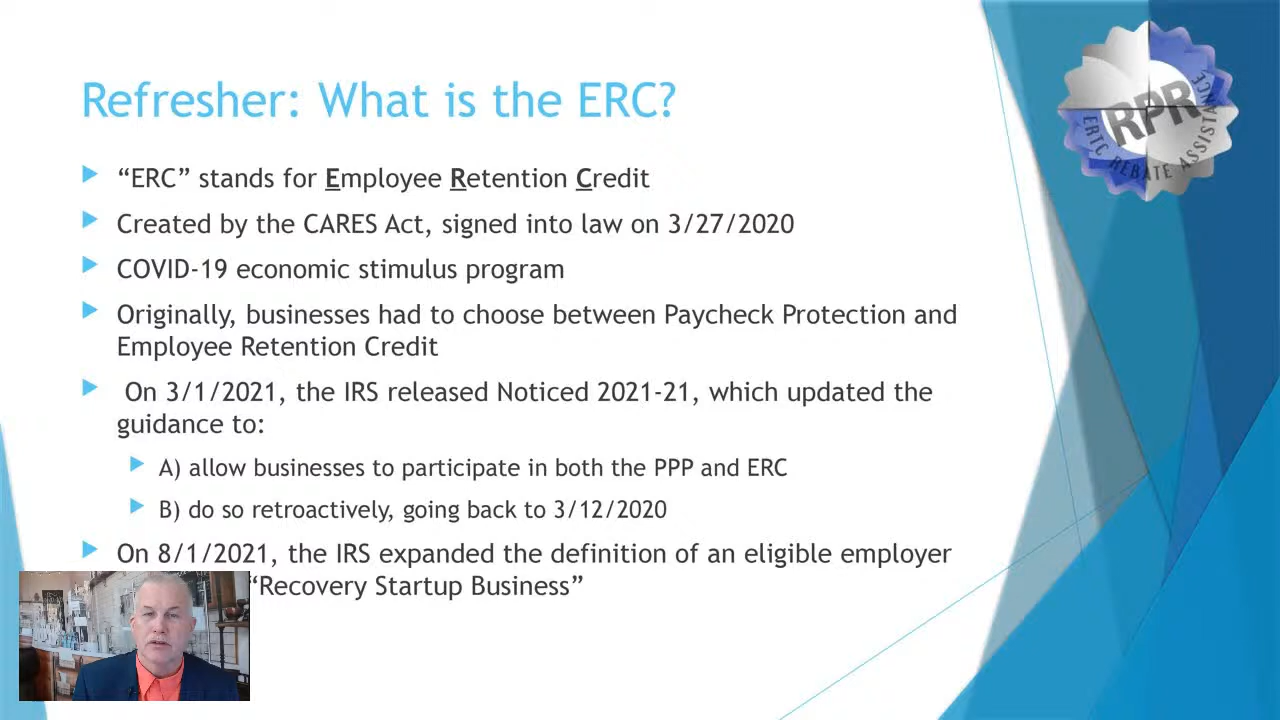 Refresher: What is the ERC?
“ERC” stands for Employee Retention Credit
Created by the CARES Act, signed into law on 3/27/2020
COVID-19 economic stimulus program
Originally, businesses had to choose between Paycheck Protection and
Employee Retention Credit
On 3/1/2021, the IRS released Noticed 2021-21, which updated the
guidance to:
A) allow businesses to participate in both the PPP and ERC
B) do so retroactively, going back to 3/12/2020
On 8/1/2021, the IRS expanded the definition of an eligible employer
“Recovery Startup Business”
RPR
ERTC REBATE ASSISTANCE